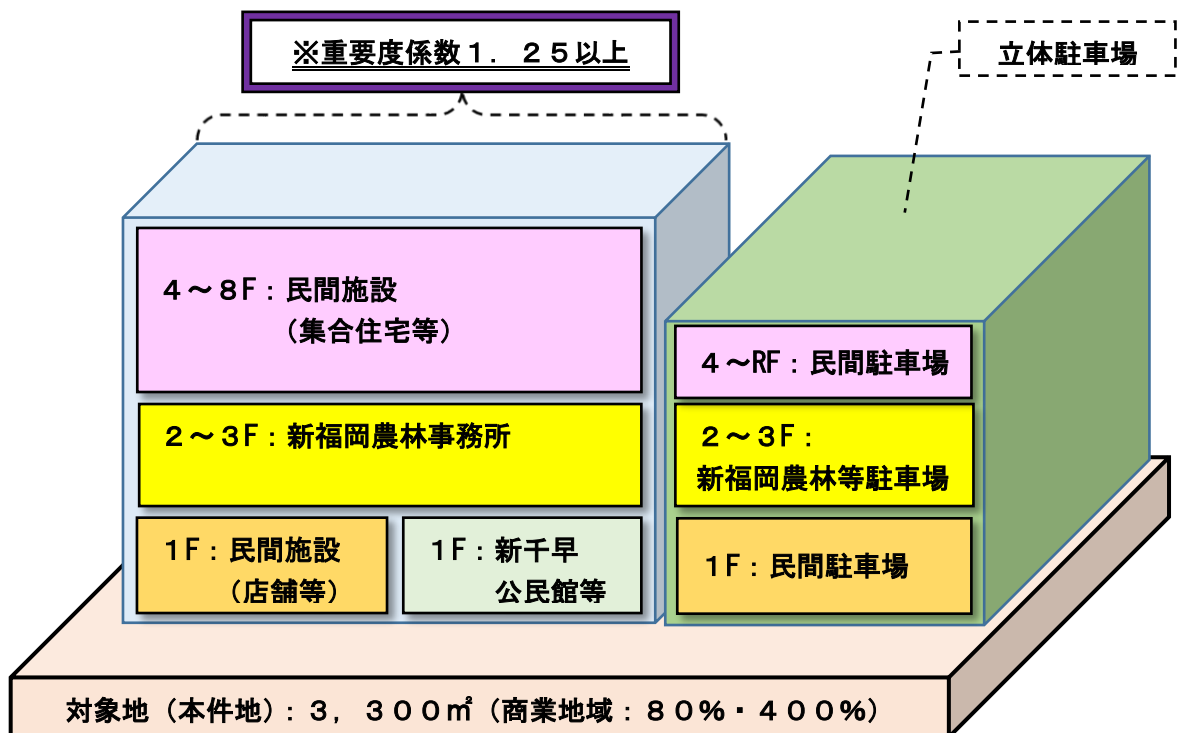 ※重要度係数１．２５以上
立体駐車場
４～８F：民間施設
（集合住宅等）
２～３F：新福岡農林事務所
１F：民間施設
（店舗等）
１F：新千早
公民館等
４～RF：民間駐車場
２～３F：
新福岡農林等駐車場
１F：民間駐車場
対象地（本件地）：３，３００㎡（商業地域：８０％・４００％）